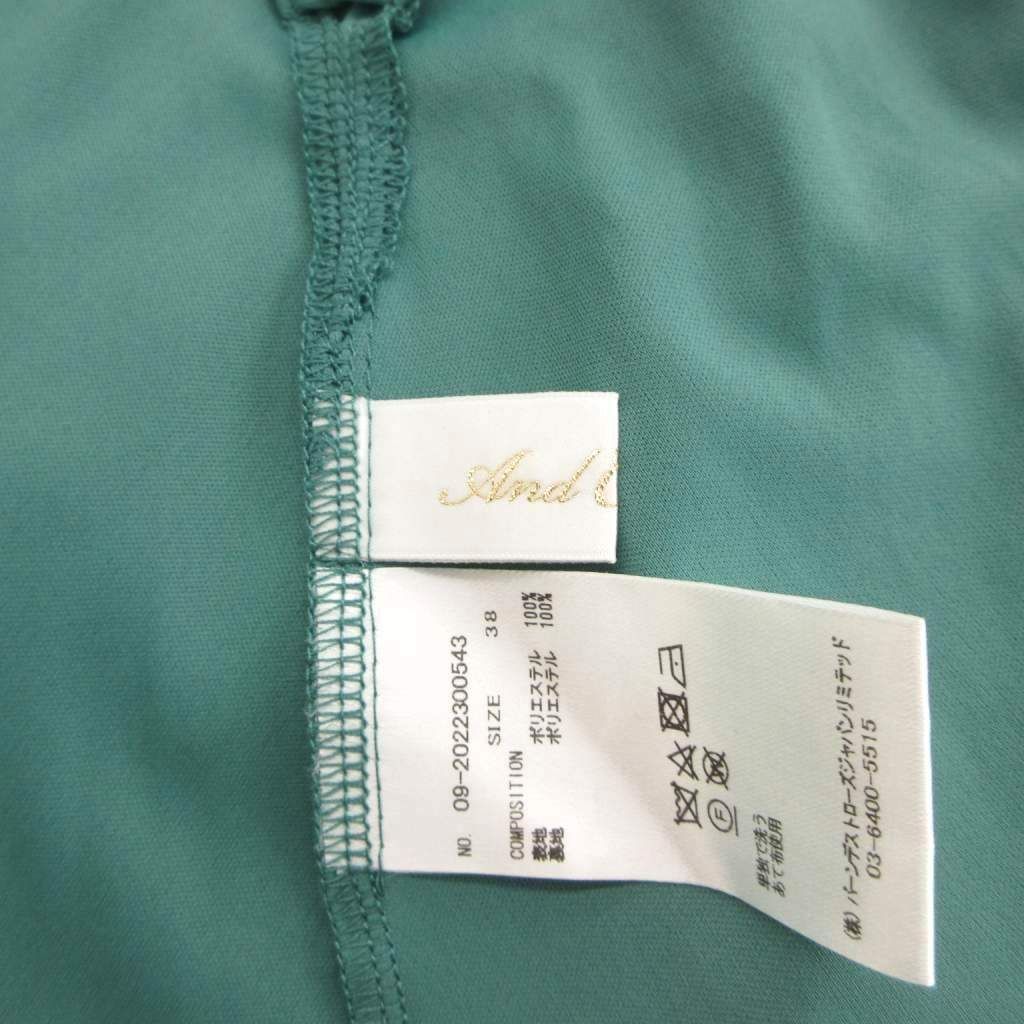 And C
NO. 09-2022300543
SIZE 38
COMPOSITION
表地 ポリエステル 100%
裏地 ポリエステル 100%
F
単独で洗う
あて布使用
(株) バーンデストローズジャパンリミテッド
03-6400-5515